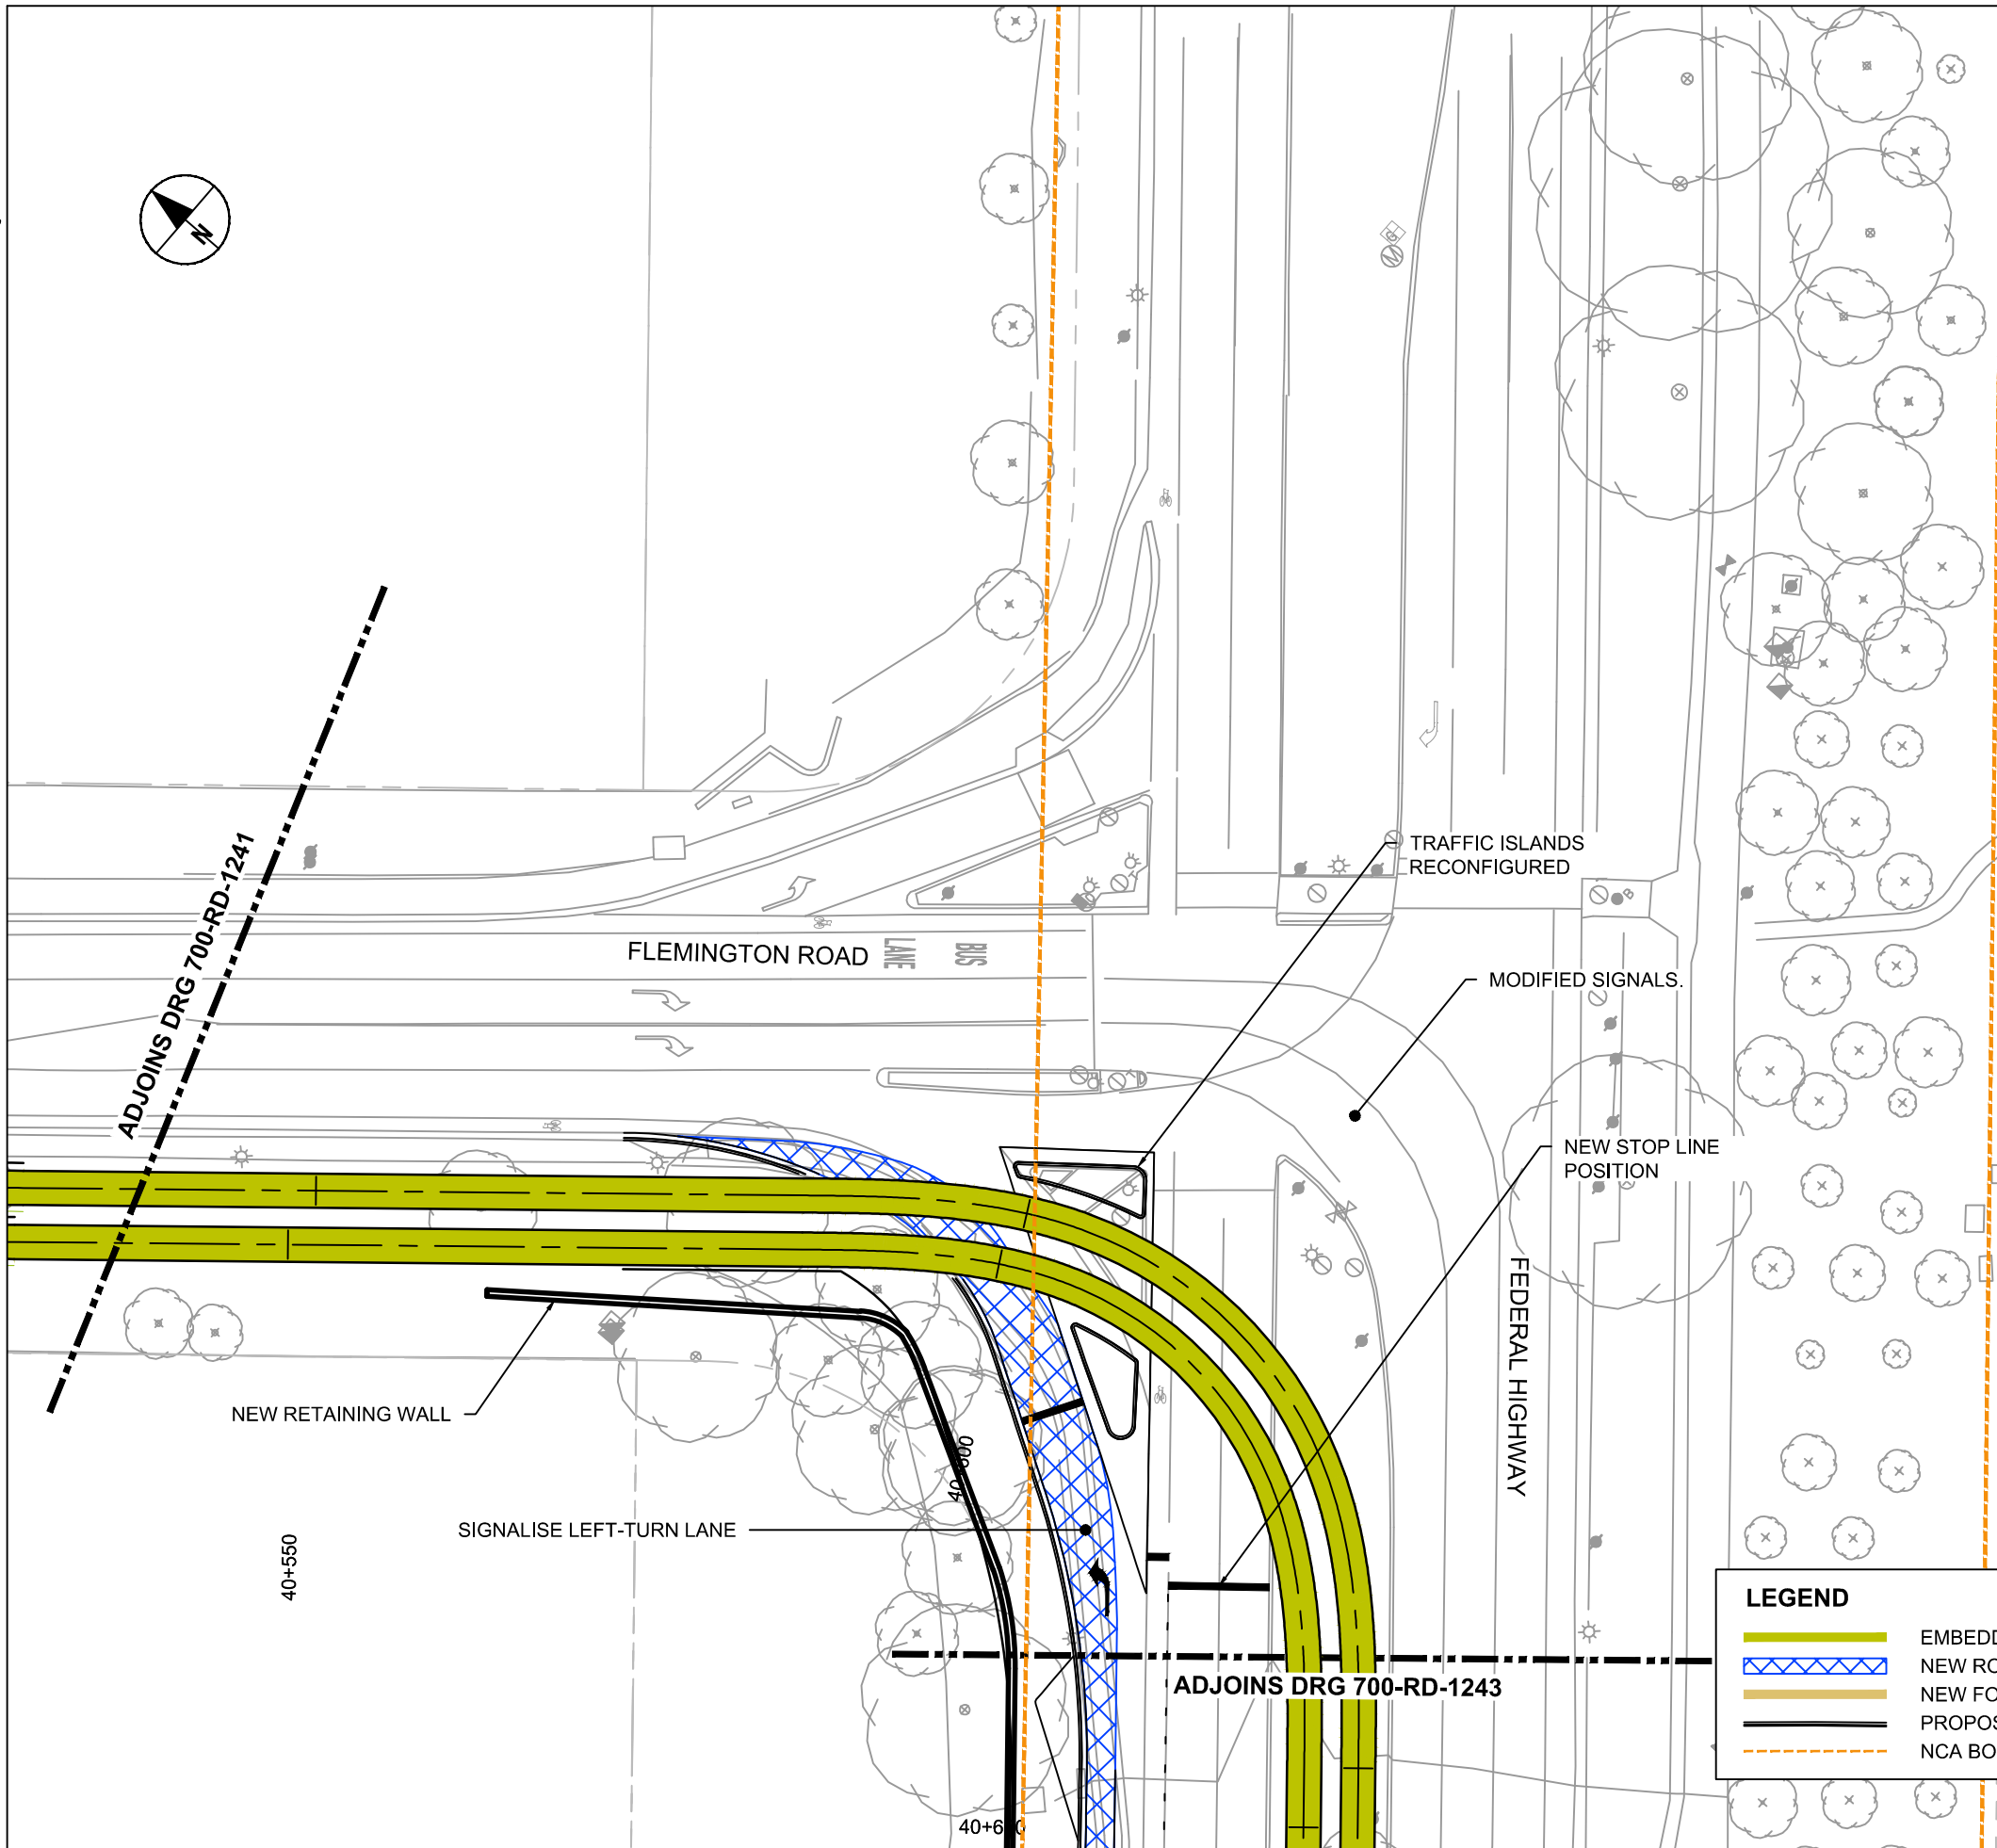 N
ADJOINS DRG 700-RD-1241
FLEMINGTON ROAD
LANE
BUS
TRAFFIC ISLANDS
RECONFIGURED
MODIFIED SIGNALS.
NEW STOP LINE
POSITION
FEDERAL HIGHWAY
NEW RETAINING WALL
SIGNALISE LEFT-TURN LANE
40+550
ADJOINS DRG 700-RD-1243
LEGEND
EMBEDD
NEW RO
NEW FO
PROPOS
NCA BO